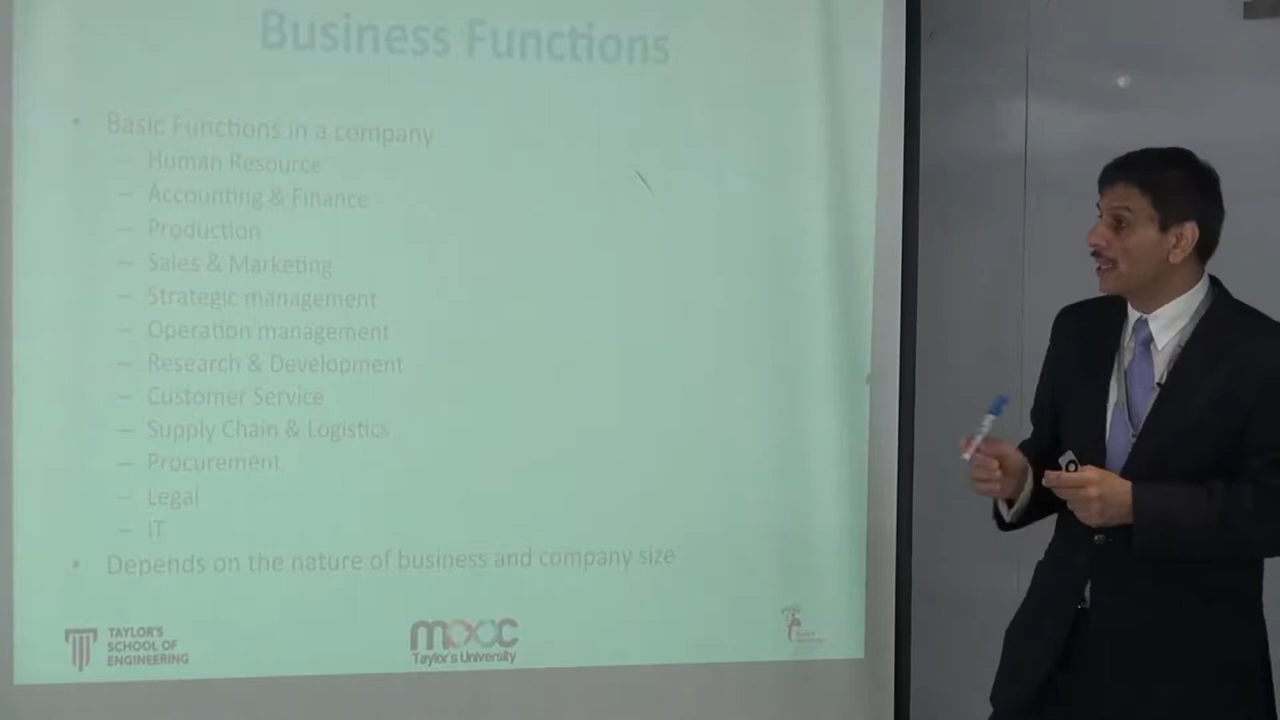 Business Functions
• Basic Functions in a company
– Human Resource
– Accounting & Finance
– Production
– Sales & Marketing
– Strategic management
– Operation management
– Research & Development
– Customer Service
– Supply Chain & Logistics
– Procurement
– Legal
– IT
• Depends on the nature of business and company size
TAYLOR'S
SCHOOL OF
ENGINEERING
mooc
Taylor's University